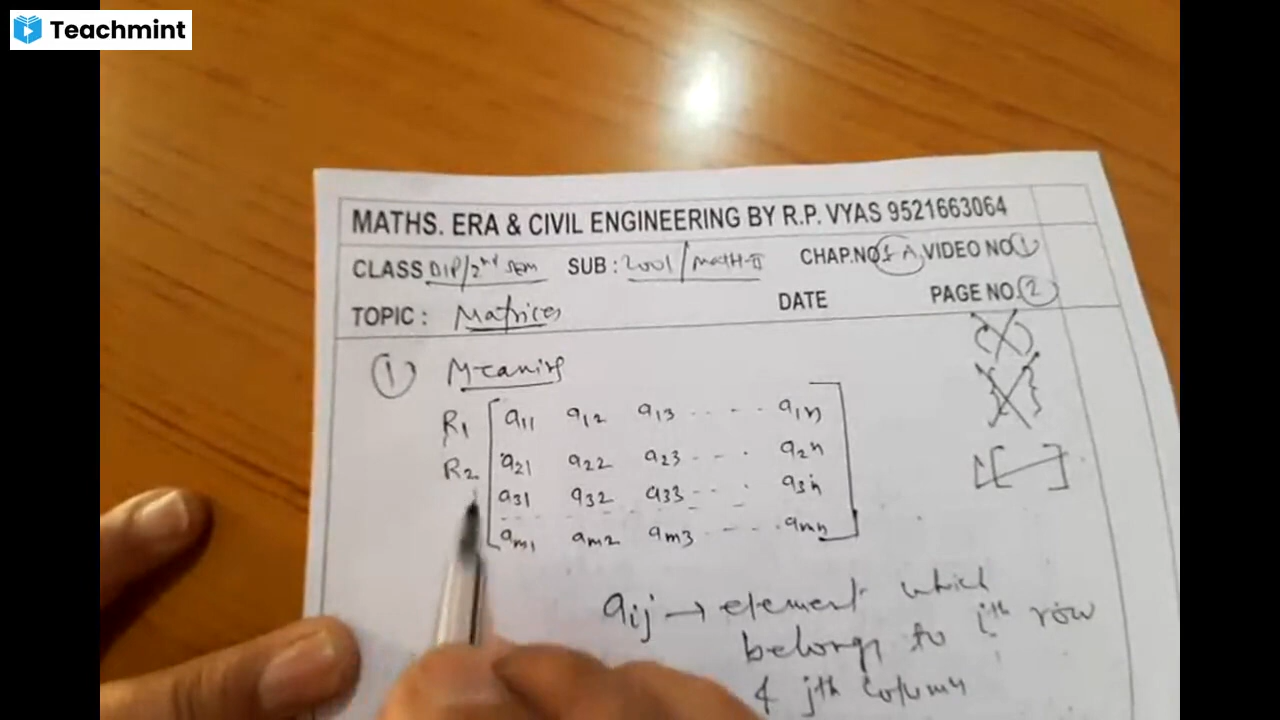 Teachmint
MATHS. ERA & CIVIL ENGINEERING BY R.P. VYAS 9521663064
CLASS DIP/2nd SEM SUB : 2001/MATH-II CHAP.NO 1-A VIDEO NO. 1
TOPIC : Matrices DATE PAGE NO. 2
1 Meaning
R1 a11 a12 a13 .... a1n
R2 a21 a22 a23 ... a2n
a31 a32 a33 ... a3n
am1 am2 am3 .... amn
aij → element which
belongs to ith row
& jth column